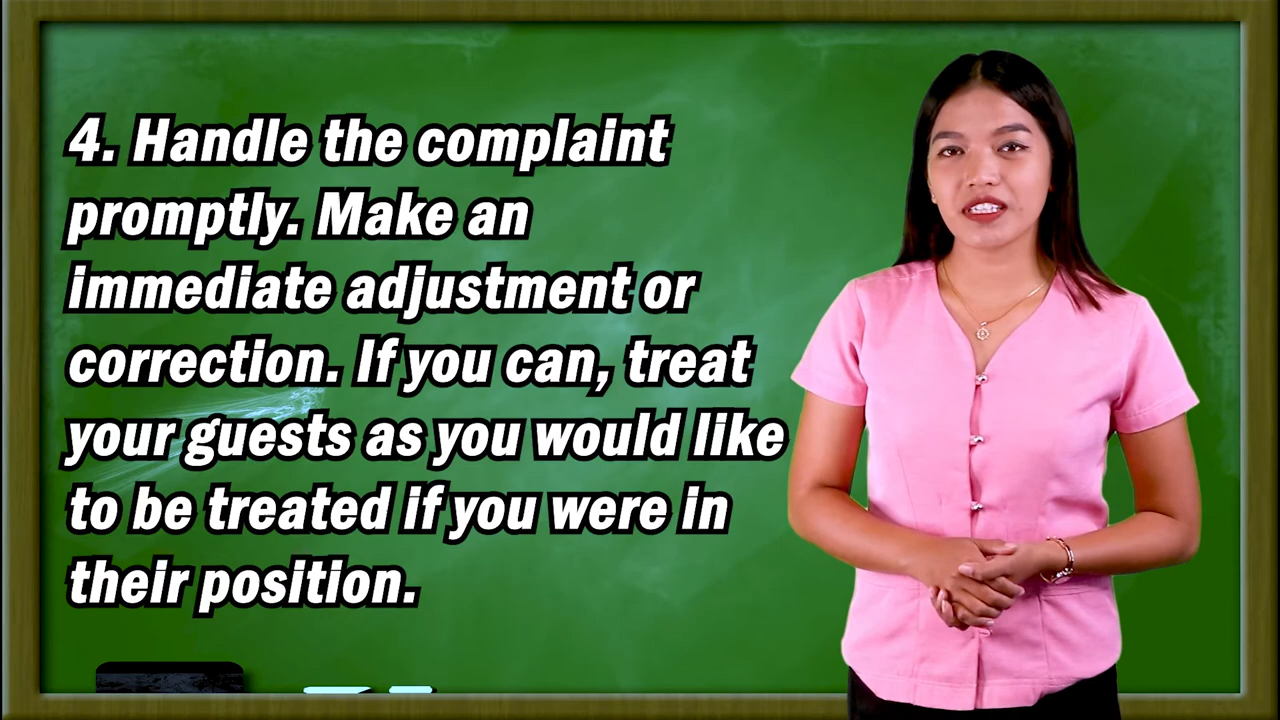 4. Handle the complaint
promptly. Make an
immediate adjustment or
correction. If you can, treat
your guests as you would like
to be treated if you were in
their position.